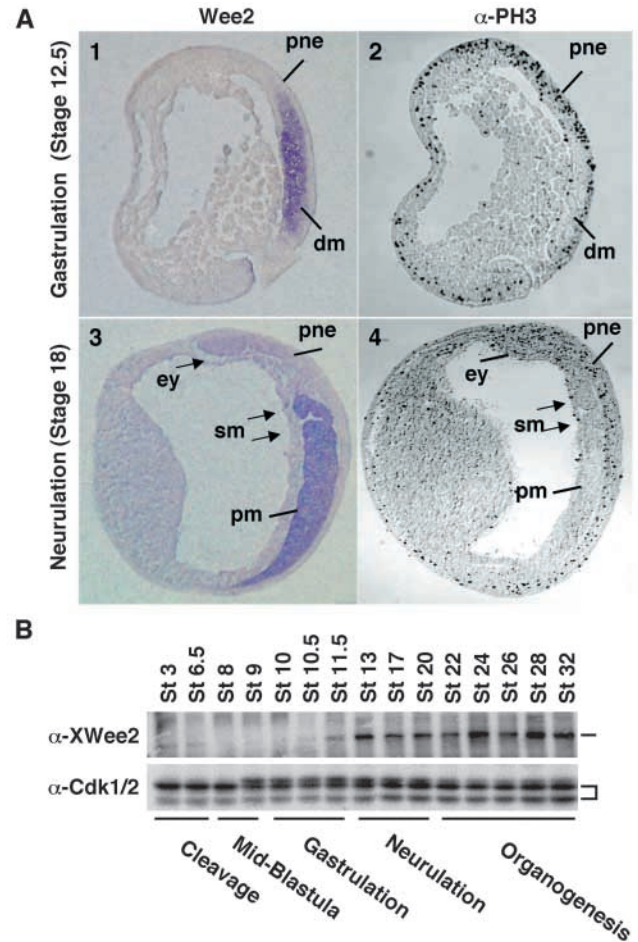 A
Wee2
α-PH3
Gastrulation (Stage 12.5)
1
pne
dm
2
pne
dm
Neurulation (Stage 18)
3
pne
ey
sm
pm
4
pne
ey
sm
pm
B
St 3
St 6.5
St 8
St 9
St 10
St 10.5
St 11.5
St 13
St 17
St 20
St 22
St 24
St 26
St 28
St 32
α-XWee2
α-Cdk1/2
Cleavage
Mid-Blastula
Gastrulation
Neurulation
Organogenesis